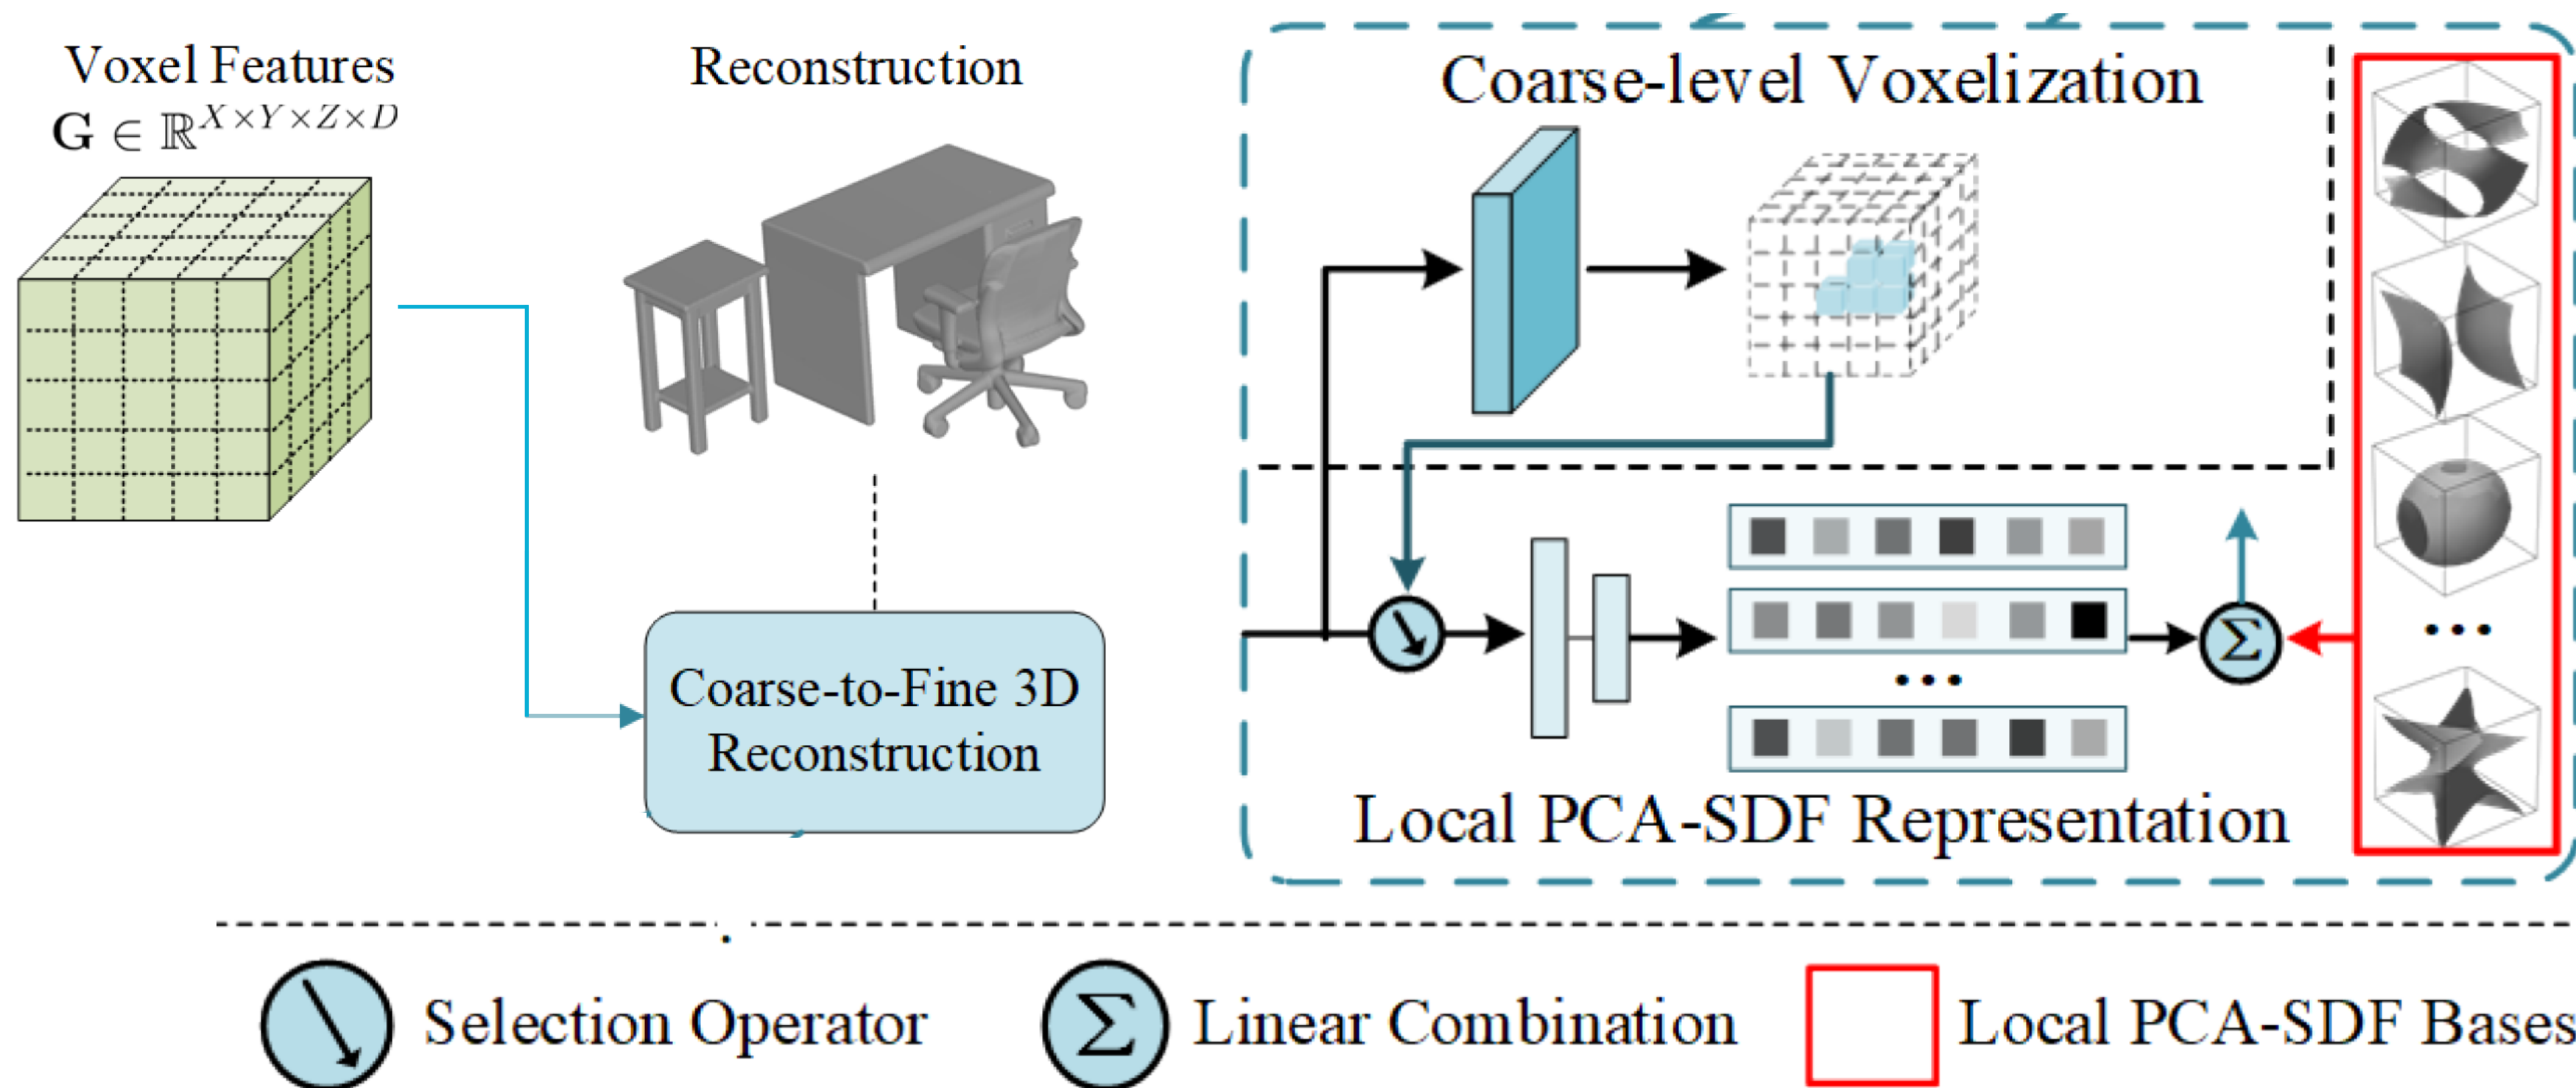 Voxel Features
G ∈ ℝ^{X×Y×Z×D}
Reconstruction
Coarse-to-Fine 3D
Reconstruction
Coarse-level Voxelization
Σ
Local PCA-SDF Representation
Selection Operator
Σ Linear Combination
Local PCA-SDF Bases